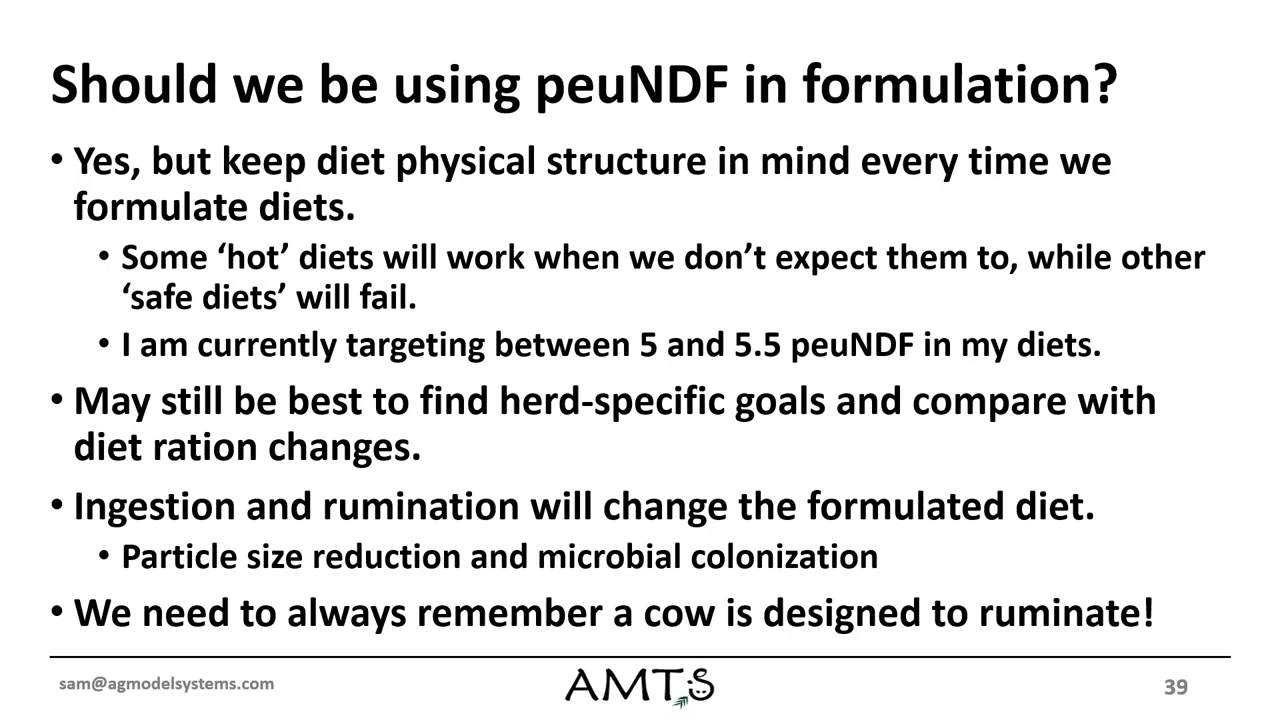 Should we be using peuNDF in formulation?
• Yes, but keep diet physical structure in mind every time we
formulate diets.
• Some ‘hot’ diets will work when we don’t expect them to, while other
‘safe diets’ will fail.
• I am currently targeting between 5 and 5.5 peuNDF in my diets.
• May still be best to find herd-specific goals and compare with
diet ration changes.
• Ingestion and rumination will change the formulated diet.
• Particle size reduction and microbial colonization
• We need to always remember a cow is designed to ruminate!
sam@agmodelsystems.com
AMTS
39